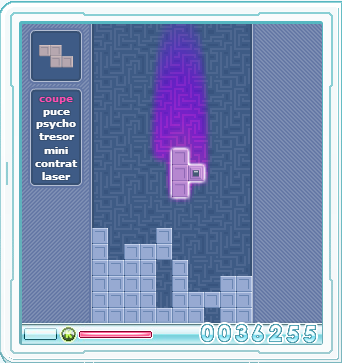 coupe
puce
psycho
tresor
mini
contrat
laser
0036255